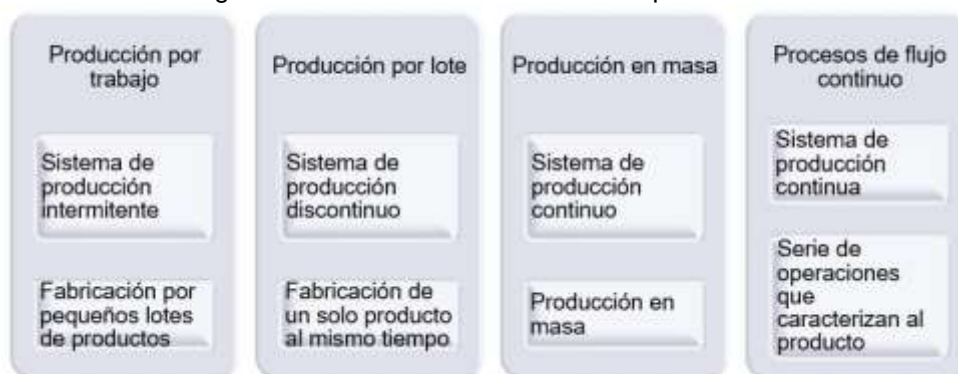 Producción por
trabajo
Sistema de
producción
intermitente
Fabricación por
pequeños lotes
de productos
Producción por lote
Sistema de
producción
discontinuo
Fabricación de
un solo producto
al mismo tiempo
Producción en masa
Sistema de
producción
continuo
Producción en
masa
Procesos de flujo
continuo
Sistema de
producción
continua
Serie de
operaciones
que
caracterizan al
producto